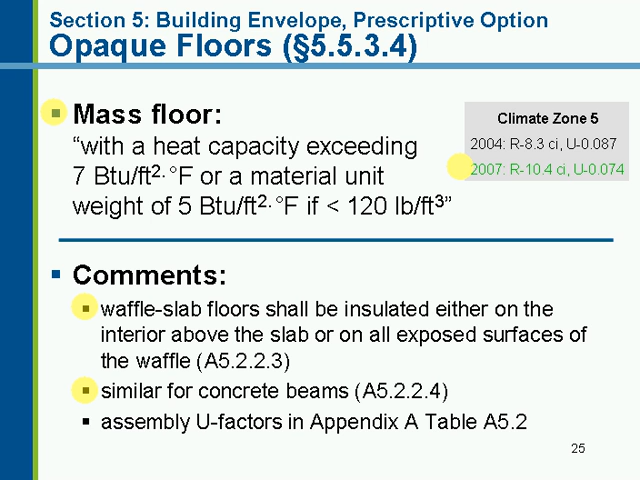 Section 5: Building Envelope, Prescriptive Option
Opaque Floors (§5.5.3.4)
▪ Mass floor:
“with a heat capacity exceeding
7 Btu/ft²·°F or a material unit
weight of 5 Btu/ft²·°F if < 120 lb/ft³”
Climate Zone 5
2004: R-8.3 ci, U-0.087
2007: R-10.4 ci, U-0.074
▪ Comments:
▪ waffle-slab floors shall be insulated either on the
interior above the slab or on all exposed surfaces of
the waffle (A5.2.2.3)
▪ similar for concrete beams (A5.2.2.4)
▪ assembly U-factors in Appendix A Table A5.2
25